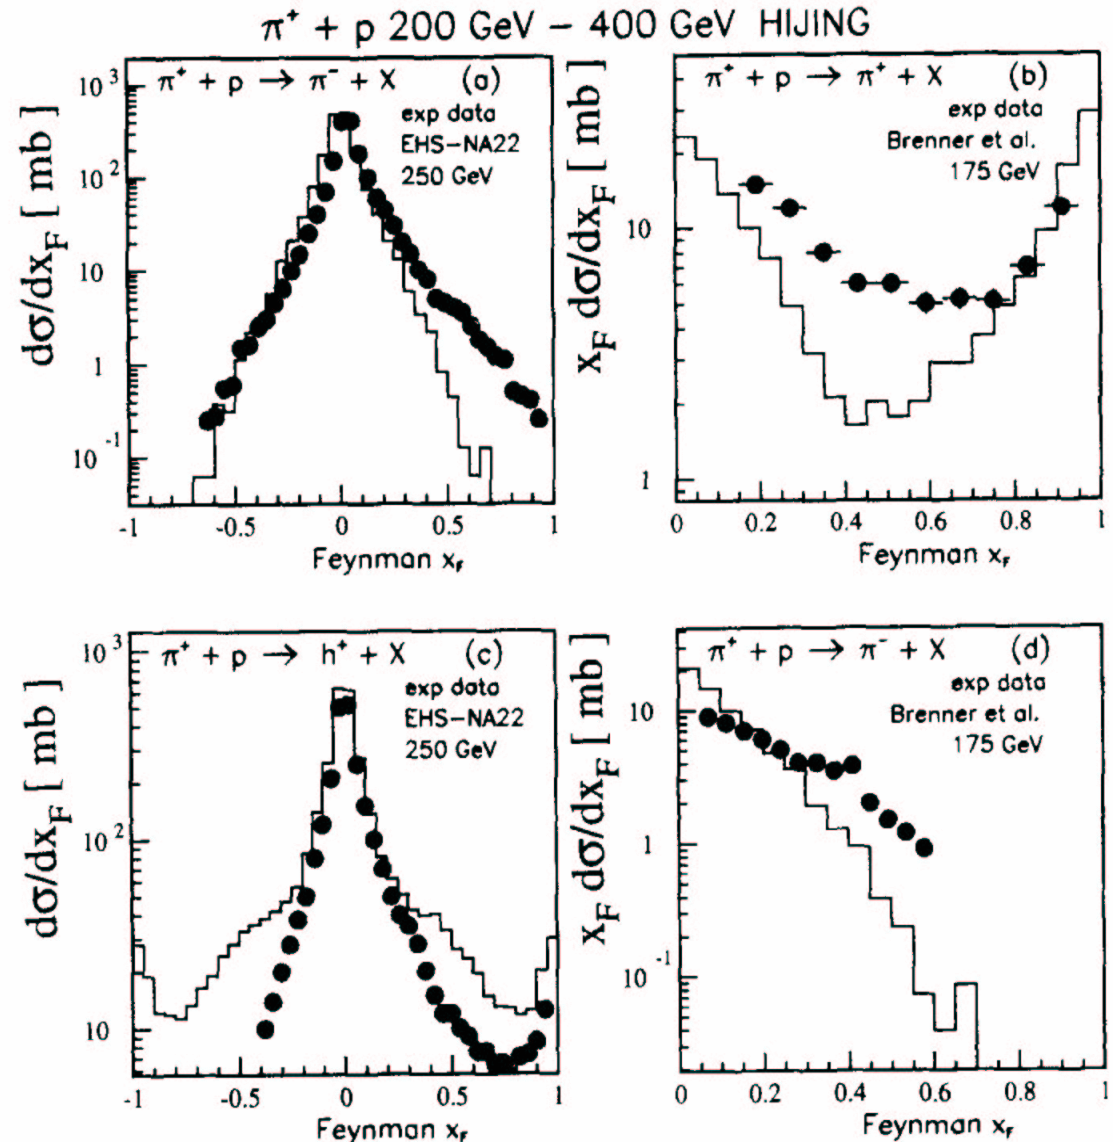 π⁺ + p 200 GeV – 400 GeV HIJING
π⁺ + p → π⁻ + X (a)
exp data
EHS–NA22
250 GeV
dσ/dx_F [ mb ]
10³
10²
10
1
10⁻¹
-1 -0.5 0 0.5 1
Feynman x_F
π⁺ + p → π⁺ + X (b)
exp data
Brenner et al.
175 GeV
x_F dσ/dx_F [ mb ]
10
1
0 0.2 0.4 0.6 0.8 1
Feynman x_F
π⁺ + p → h⁺ + X (c)
exp data
EHS–NA22
250 GeV
dσ/dx_F [ mb ]
10³
10²
10
-1 -0.5 0 0.5 1
Feynman x_F
π⁺ + p → π⁻ + X (d)
exp data
Brenner et al.
175 GeV
x_F dσ/dx_F [ mb ]
10
1
10⁻¹
0 0.2 0.4 0.6 0.8 1
Feynman x_F